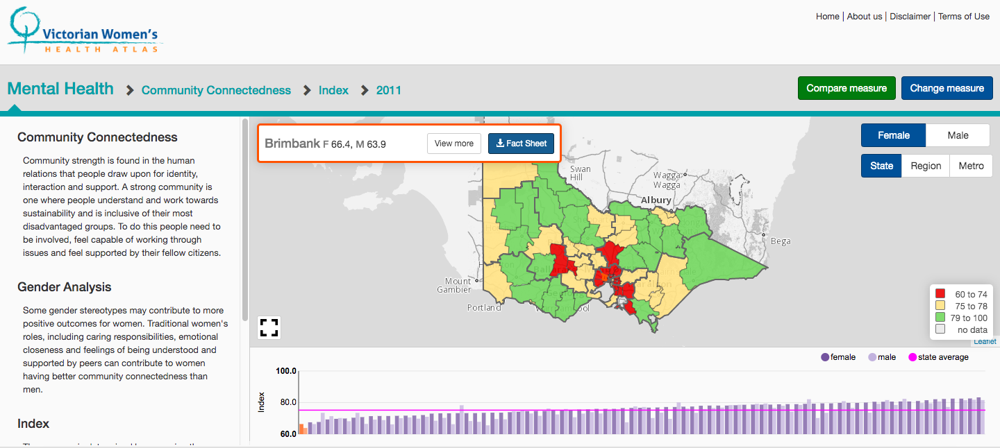 Victorian Women's
HEALTH ATLAS
Home | About us | Disclaimer | Terms of Use
Mental Health
Community Connectedness
Index
2011
Compare measure
Change measure
Community Connectedness
Community strength is found in the human
relations that people draw upon for identity,
interaction and support. A strong community is
one where people understand and work towards
sustainability and is inclusive of their most
disadvantaged groups. To do this people need to
be involved, feel capable of working through
issues and feel supported by their fellow citizens.
Gender Analysis
Some gender stereotypes may contribute to more
positive outcomes for women. Traditional women's
roles, including caring responsibilities, emotional
closeness and feelings of being understood and
supported by peers can contribute to women
having better community connectedness than
men.
Index
Brimbank F 66.4, M 63.9
View more
Fact Sheet
Female
Male
State
Region
Metro
Swan
Hill
Wagga
Wagga
Albury
Bega
Mount
Gambier
Portland
60 to 74
75 to 78
79 to 100
no data
Leaflet
female
male
state average
Index
100.0
80.0
60.0